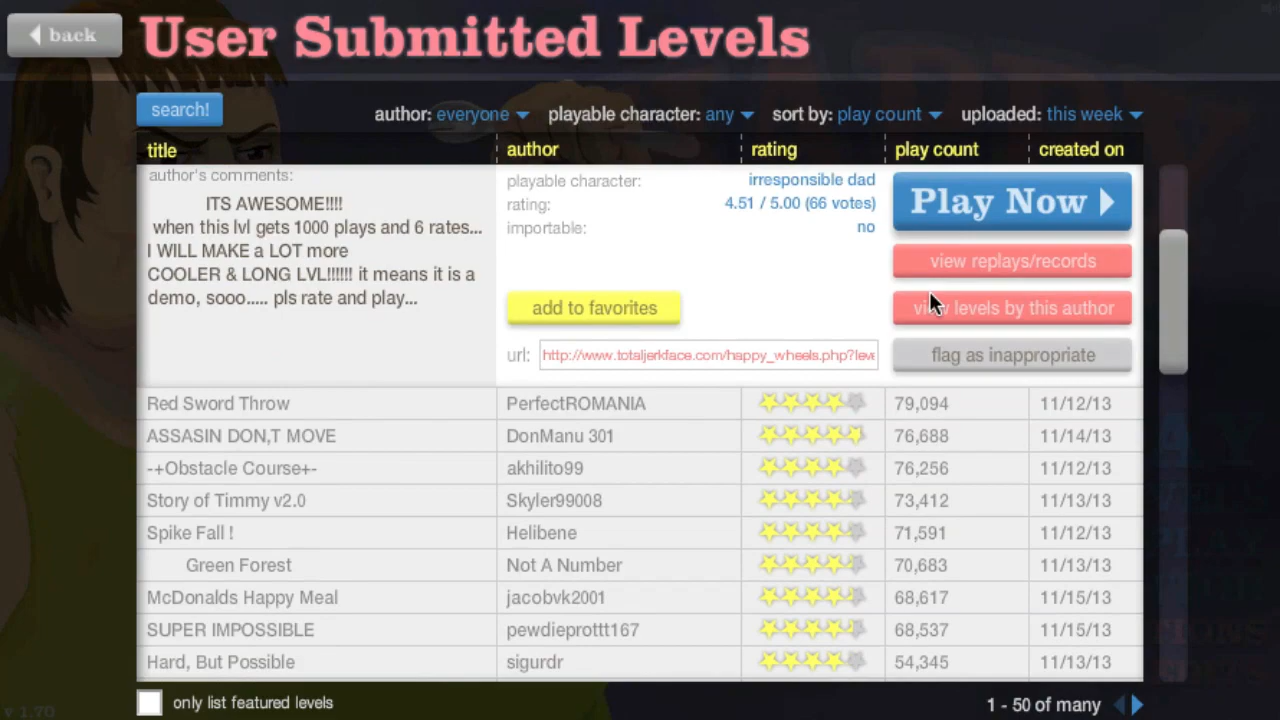 back
User Submitted Levels
search!
author: everyone playable character: any sort by: play count uploaded: this week
title author rating play count created on
author's comments:
ITS AWESOME!!!!
when this lvl gets 1000 plays and 6 rates...
I WILL MAKE a LOT more
COOLER & LONG LVL!!!!!! it means it is a
demo, sooo..... pls rate and play...
playable character: irresponsible dad
rating: 4.51 / 5.00 (66 votes)
importable: no
add to favorites
url: http://www.totaljerkface.com/happy_wheels.php?leve
Play Now
view replays/records
view levels by this author
flag as inappropriate
Red Sword Throw PerfectROMANIA 79,094 11/12/13
ASSASIN DON,T MOVE DonManu 301 76,688 11/14/13
-+Obstacle Course+- akhilito99 76,256 11/12/13
Story of Timmy v2.0 Skyler99008 73,412 11/13/13
Spike Fall ! Helibene 71,591 11/12/13
Green Forest Not A Number 70,683 11/13/13
McDonalds Happy Meal jacobvk2001 68,617 11/15/13
SUPER IMPOSSIBLE pewdieprottt167 68,537 11/15/13
Hard, But Possible sigurdr 54,345 11/13/13
only list featured levels
1 - 50 of many
v 1.70